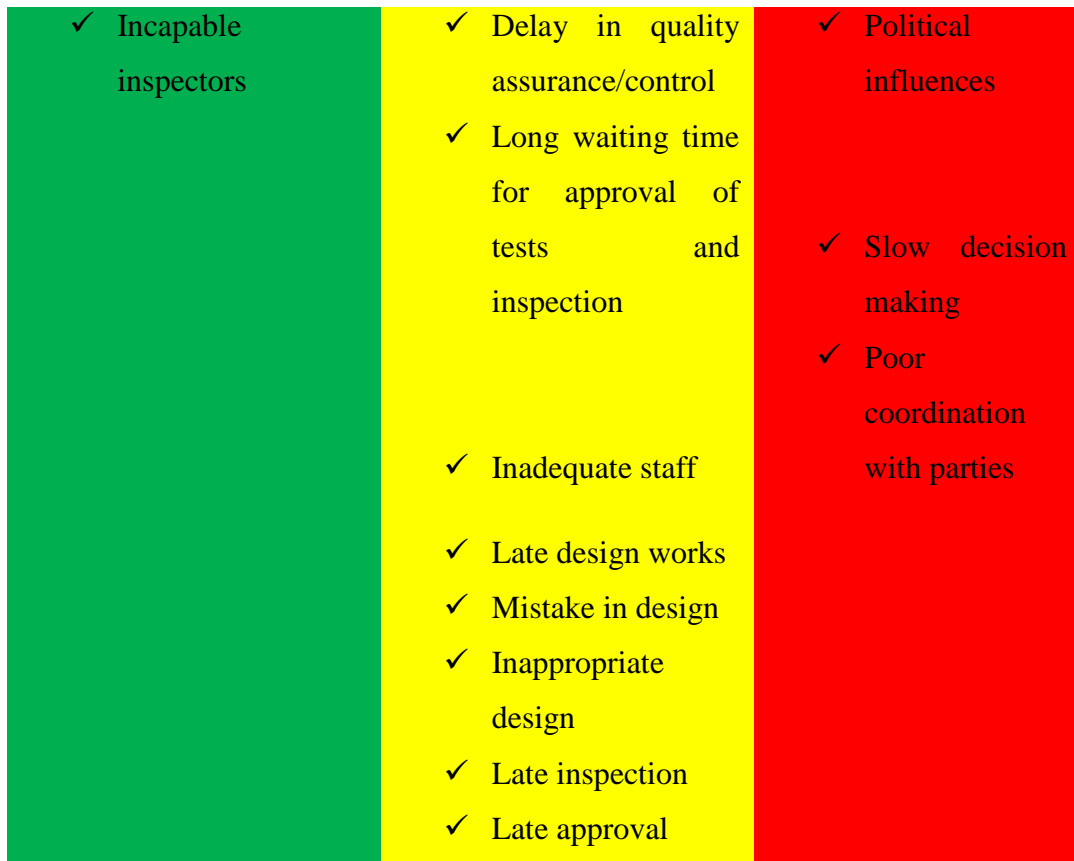 ✓ Incapable
inspectors
✓ Delay in quality
assurance/control
✓ Long waiting time
for approval of
tests and
inspection
✓ Inadequate staff
✓ Late design works
✓ Mistake in design
✓ Inappropriate
design
✓ Late inspection
✓ Late approval
✓ Political
influences
✓ Slow decision
making
✓ Poor
coordination
with parties